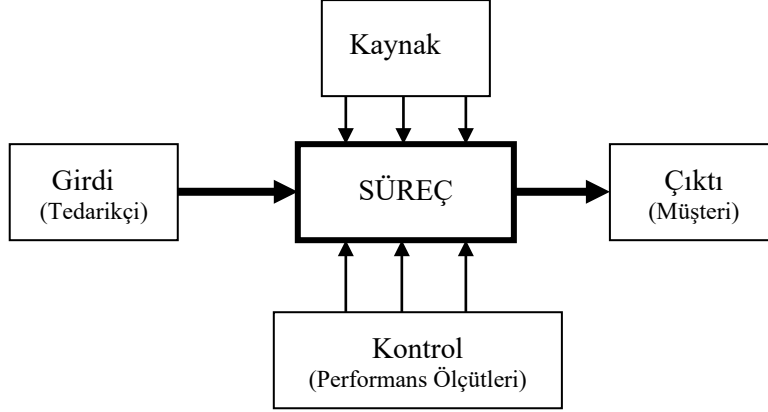 Kaynak
Girdi
(Tedarikçi)
SÜREÇ
Çıktı
(Müşteri)
Kontrol
(Performans Ölçütleri)